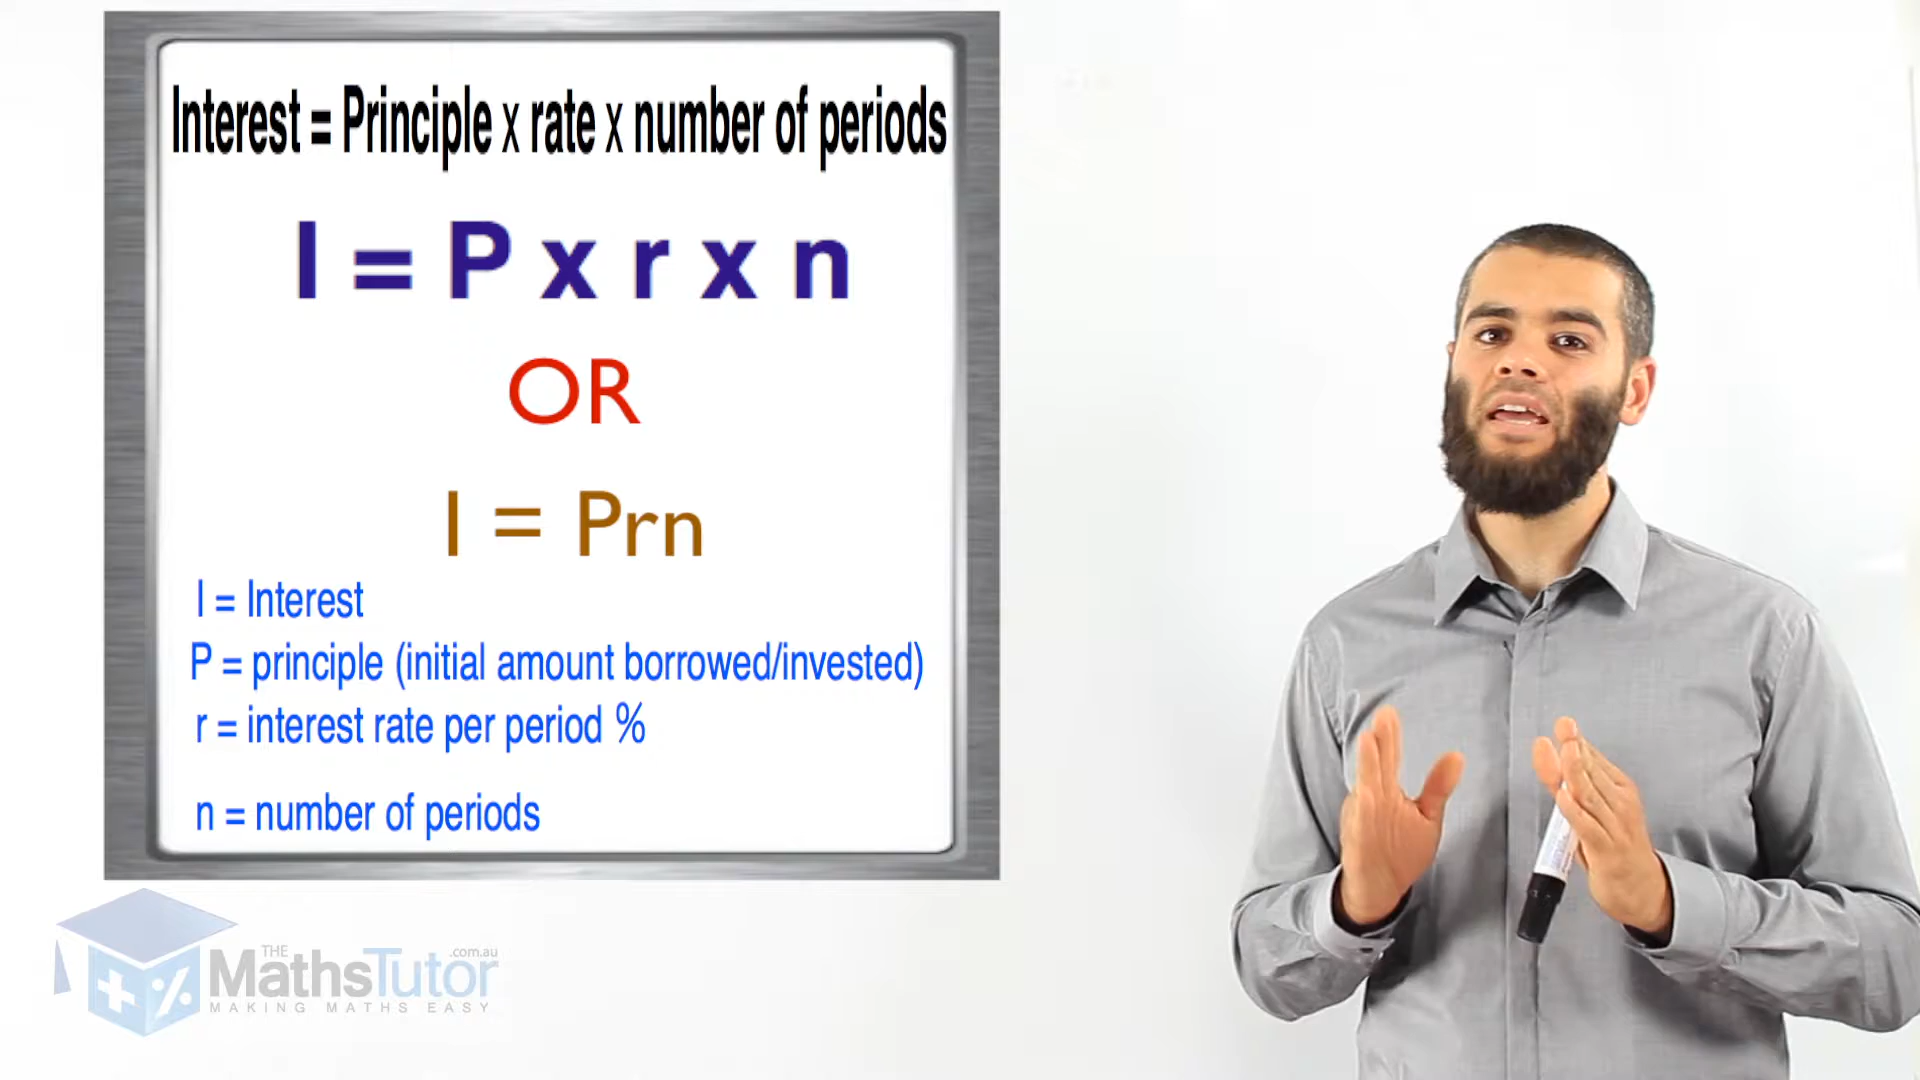 Interest = Principle x rate x number of periods
I = P x r x n
OR
I = Prn
I = Interest
P = principle (initial amount borrowed/invested)
r = interest rate per period %
n = number of periods
THE
MathsTutor .com.au
MAKING MATHS EASY